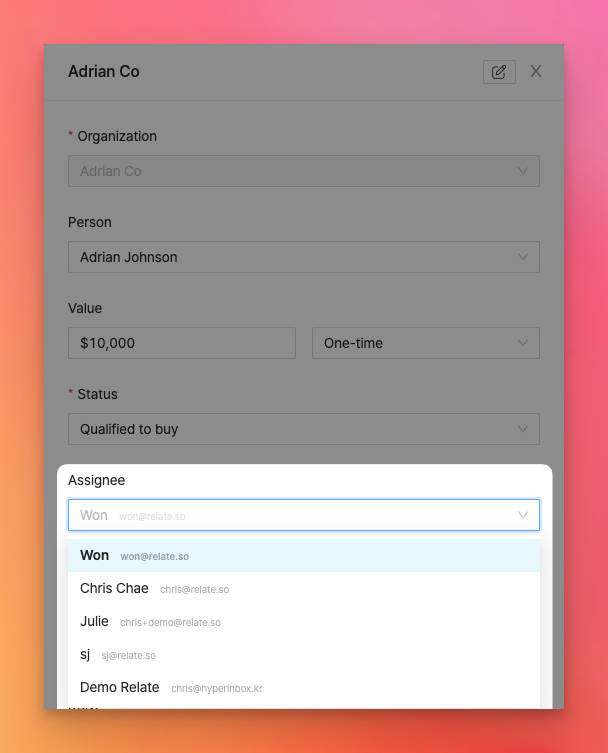 Adrian Co
* Organization
Adrian Co
Person
Adrian Johnson
Value
$10,000 One-time
* Status
Qualified to buy
Assignee
Won won@relate.so
Won won@relate.so
Chris Chae chris@relate.so
Julie chris+demo@relate.so
sj sj@relate.so
Demo Relate chris@hyperinbox.kr